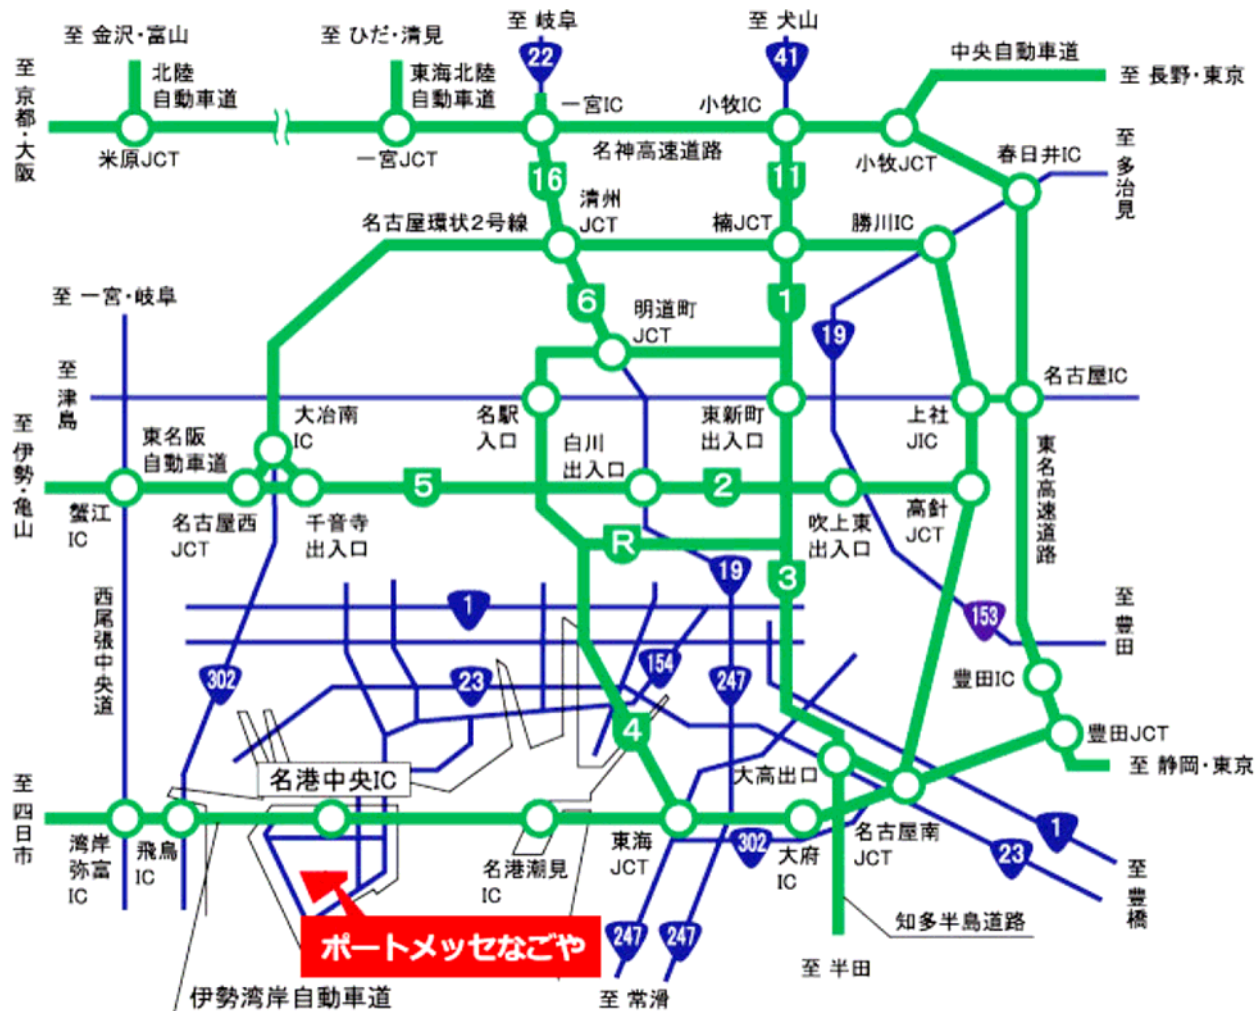 至 岐阜
至 犬山
至 金沢・富山
至 ひだ・清見
中央自動車道
22
41
至 長野・東京
至京都・大阪
北陸
自動車道
東海北陸
自動車道
一宮IC
小牧IC
米原JCT
一宮JCT
名神高速道路
小牧JCT
春日井IC
至多治見
16
11
清州
JCT
名古屋環状2号線
楠JCT
勝川IC
至 一宮・岐阜
6
1
明道町
JCT
19
至津島
名古屋IC
大冶南
IC
名駅
入口
東新町
出入口
上社
JIC
至伊勢・亀山
東名阪
自動車道
白川
出入口
東名高速道路
5
2
蟹江
IC
名古屋西
JCT
千音寺
出入口
吹上東
出入口
高針
JCT
R
19
3
西尾張中央道
1
153
至豊田
302
23
154
247
豊田IC
4
豊田JCT
至 静岡・東京
名港中央IC
大高出口
至四日市
湾岸
弥富
IC
飛鳥
IC
名港潮見
IC
東海
JCT
302
大府
IC
名古屋南
JCT
1
23
至豊橋
ポートメッセなごや
247
247
知多半島道路
至 半田
伊勢湾岸自動車道
至 常滑